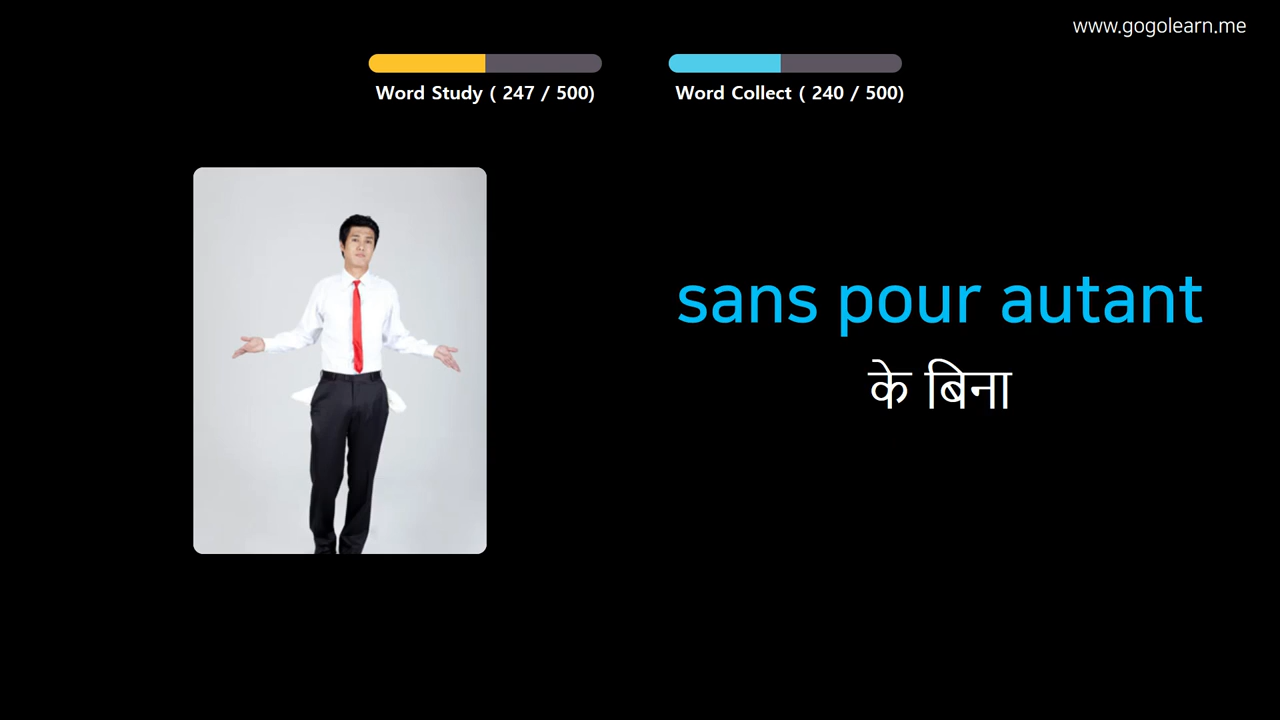 www.gogolearn.me
Word Study ( 247 / 500)
Word Collect ( 240 / 500)
sans pour autant
के बिना